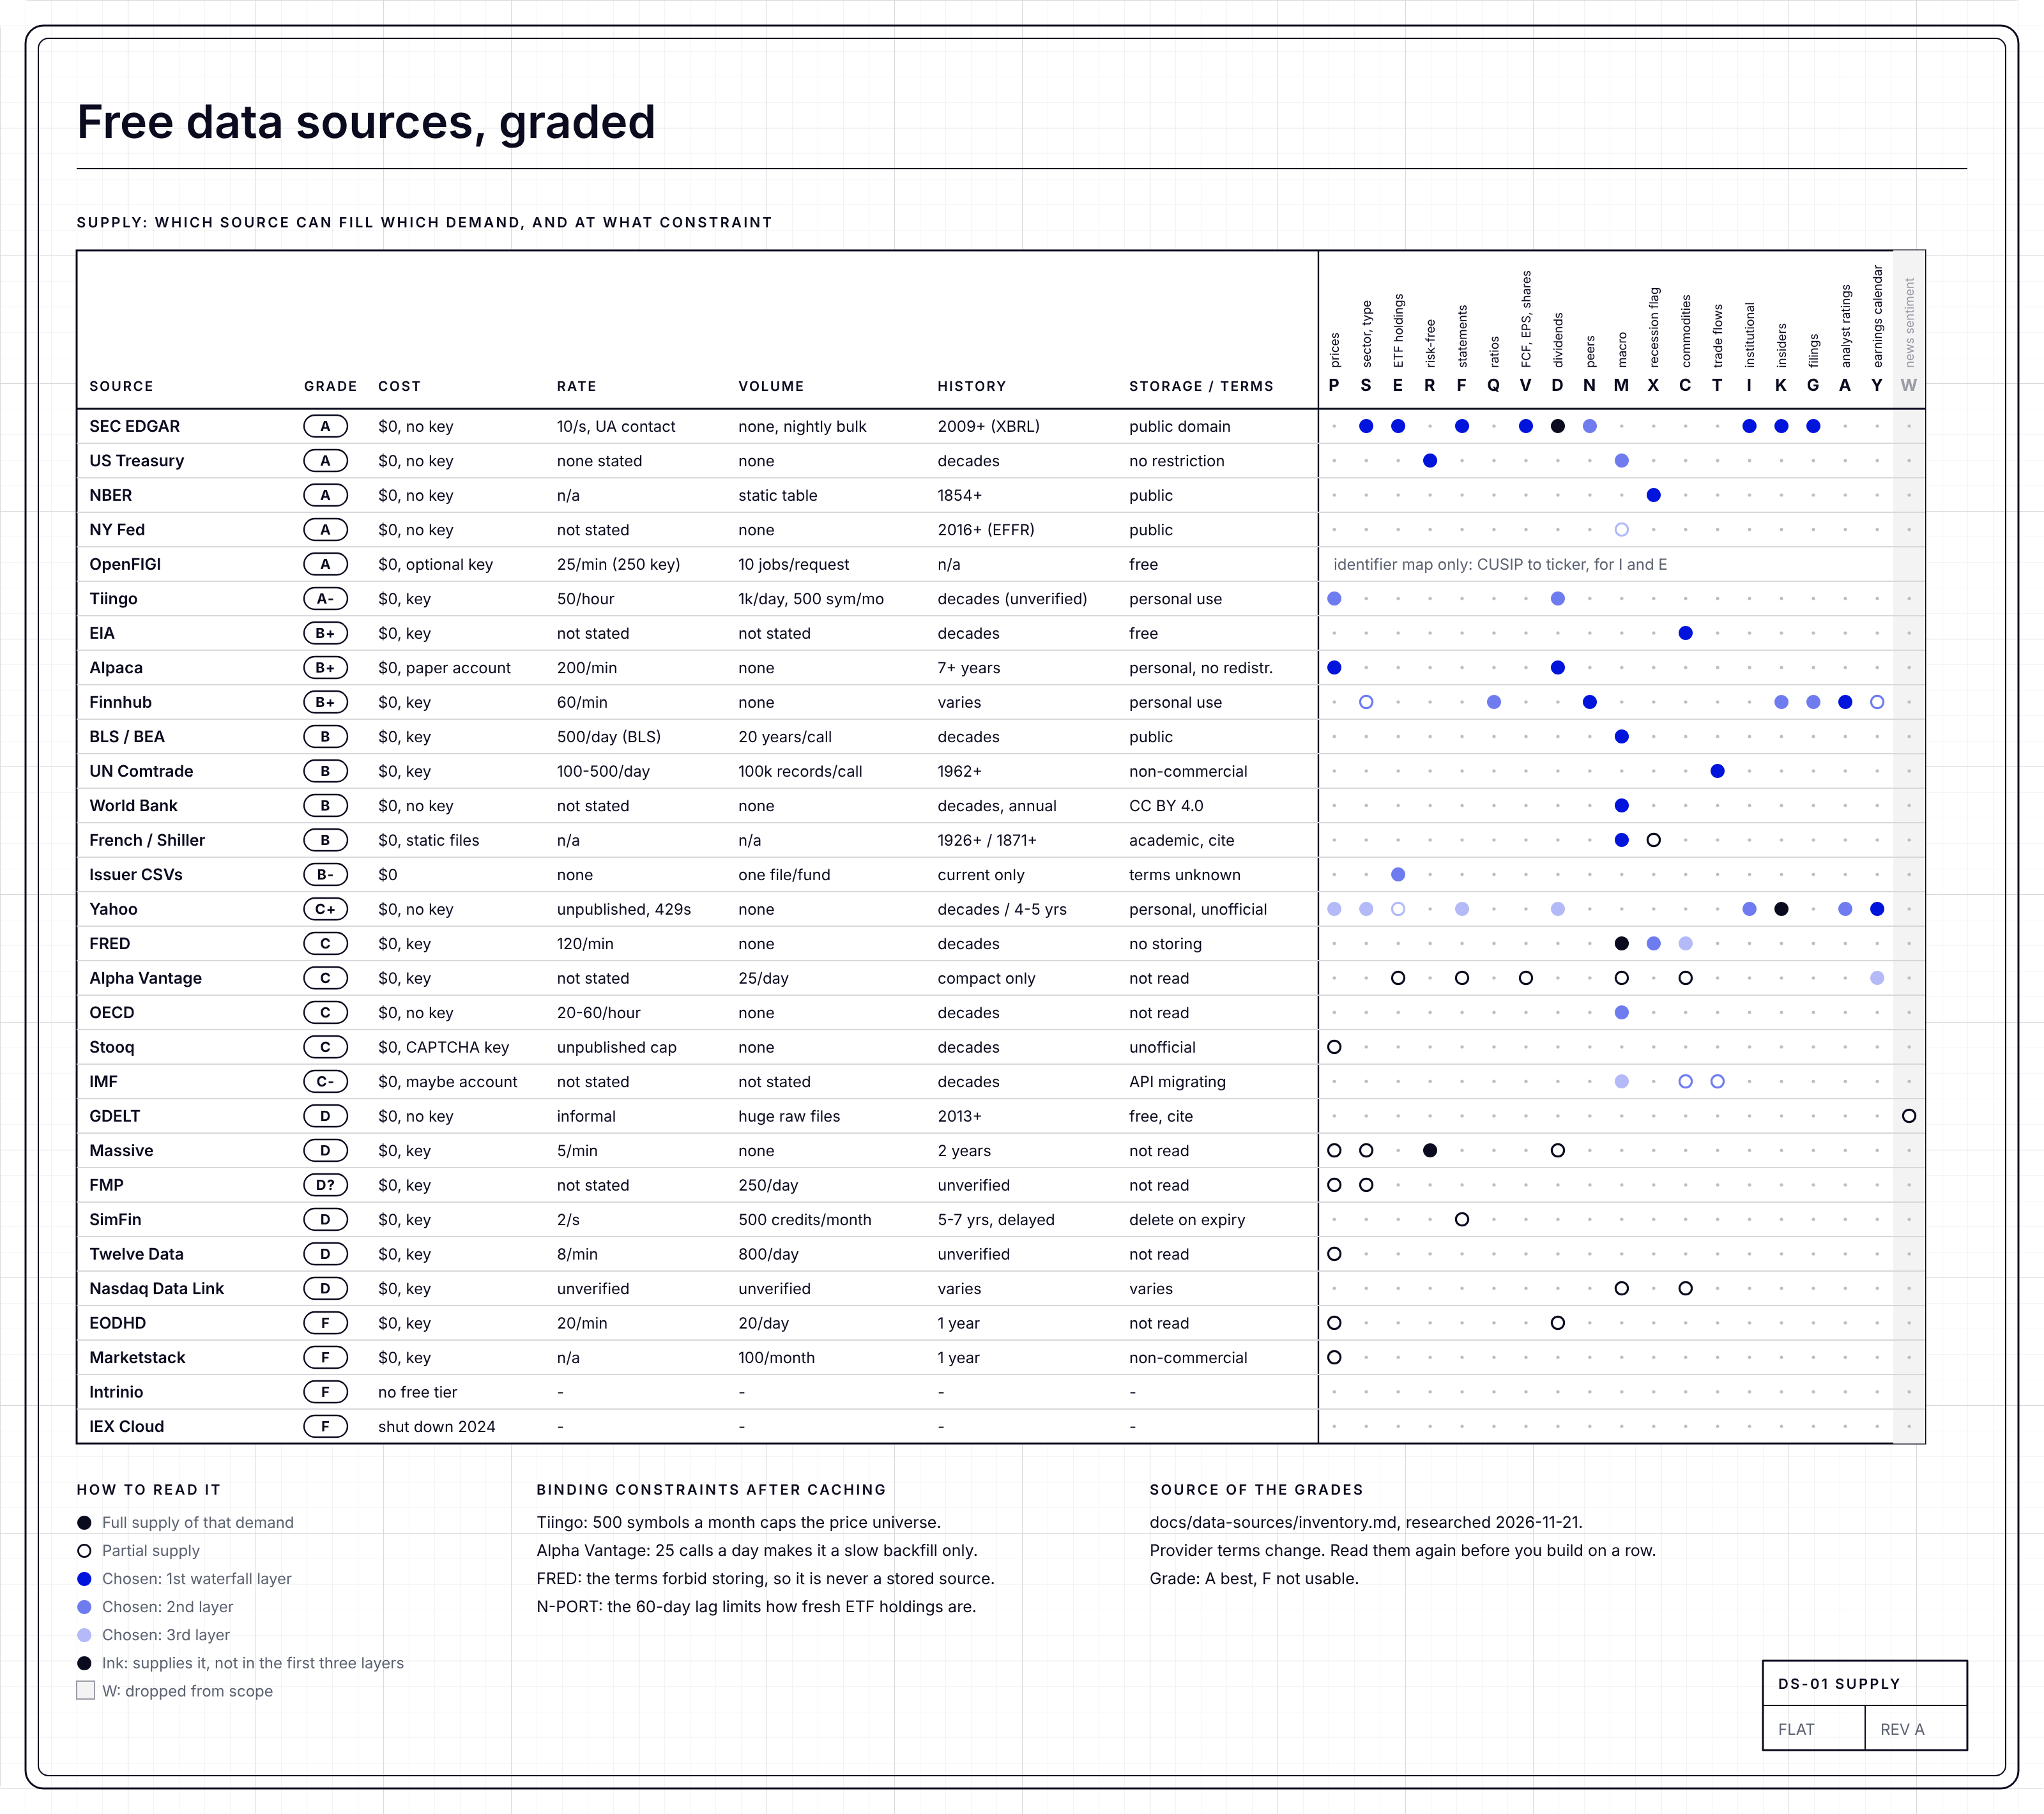 Free data sources, graded
SUPPLY: WHICH SOURCE CAN FILL WHICH DEMAND, AND AT WHAT CONSTRAINT
prices sector, type ETF holdings risk-free statements ratios FCF, EPS, shares dividends peers macro recession flag commodities trade flows institutional insiders filings analyst ratings earnings calendar news sentiment
SOURCE GRADE COST RATE VOLUME HISTORY STORAGE / TERMS P S E R F Q V D N M X C T I K G A Y W
SEC EDGAR A $0, no key 10/s, UA contact none, nightly bulk 2009+ (XBRL) public domain
US Treasury A $0, no key none stated none decades no restriction
NBER A $0, no key n/a static table 1854+ public
NY Fed A $0, no key not stated none 2016+ (EFFR) public
OpenFIGI A $0, optional key 25/min (250 key) 10 jobs/request n/a free identifier map only: CUSIP to ticker, for I and E
Tiingo A- $0, key 50/hour 1k/day, 500 sym/mo decades (unverified) personal use
EIA B+ $0, key not stated not stated decades free
Alpaca B+ $0, paper account 200/min none 7+ years personal, no redistr.
Finnhub B+ $0, key 60/min none varies personal use
BLS / BEA B $0, key 500/day (BLS) 20 years/call decades public
UN Comtrade B $0, key 100-500/day 100k records/call 1962+ non-commercial
World Bank B $0, no key not stated none decades, annual CC BY 4.0
French / Shiller B $0, static files n/a n/a 1926+ / 1871+ academic, cite
Issuer CSVs B- $0 none one file/fund current only terms unknown
Yahoo C+ $0, no key unpublished, 429s none decades / 4-5 yrs personal, unofficial
FRED C $0, key 120/min none decades no storing
Alpha Vantage C $0, key not stated 25/day compact only not read
OECD C $0, no key 20-60/hour none decades not read
Stooq C $0, CAPTCHA key unpublished cap none decades unofficial
IMF C- $0, maybe account not stated not stated decades API migrating
GDELT D $0, no key informal huge raw files 2013+ free, cite
Massive D $0, key 5/min none 2 years not read
FMP D? $0, key not stated 250/day unverified not read
SimFin D $0, key 2/s 500 credits/month 5-7 yrs, delayed delete on expiry
Twelve Data D $0, key 8/min 800/day unverified not read
Nasdaq Data Link D $0, key unverified unverified varies varies
EODHD F $0, key 20/min 20/day 1 year not read
Marketstack F $0, key n/a 100/month 1 year non-commercial
Intrinio F no free tier - - - -
IEX Cloud F shut down 2024 - - - -
HOW TO READ IT
Full supply of that demand
Partial supply
Chosen: 1st waterfall layer
Chosen: 2nd layer
Chosen: 3rd layer
Ink: supplies it, not in the first three layers
W: dropped from scope
BINDING CONSTRAINTS AFTER CACHING
Tiingo: 500 symbols a month caps the price universe.
Alpha Vantage: 25 calls a day makes it a slow backfill only.
FRED: the terms forbid storing, so it is never a stored source.
N-PORT: the 60-day lag limits how fresh ETF holdings are.
SOURCE OF THE GRADES
docs/data-sources/inventory.md, researched 2026-11-21.
Provider terms change. Read them again before you build on a row.
Grade: A best, F not usable.
DS-01 SUPPLY
FLAT REV A